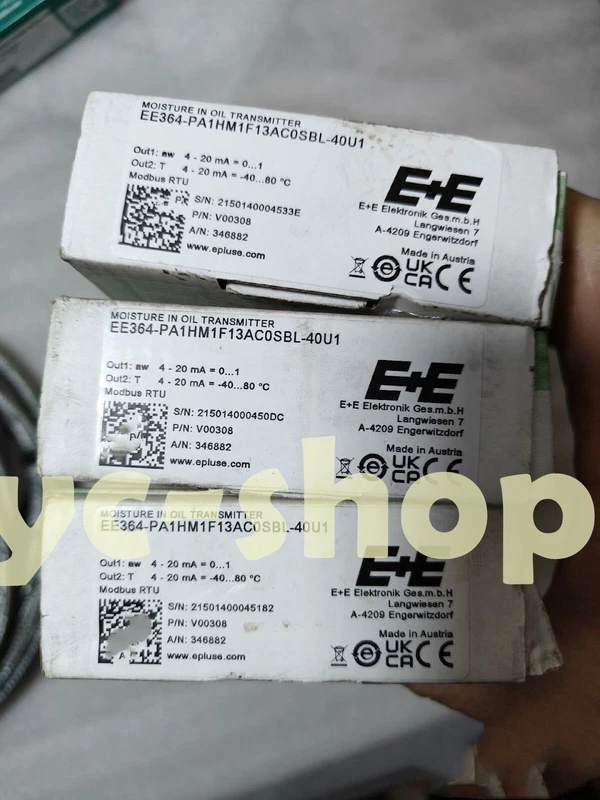 MOISTURE IN OIL TRANSMITTER
EE364-PA1HM1F13AC0SBL-40U1
Out1: aw 4 - 20 mA = 0...1
Out2: T 4 - 20 mA = -40...80 °C
Modbus RTU
S/N: 2150140004533E
P/N: V00308
A/N: 346882
www.epluse.com
E+E
E+E Elektronik Ges.m.b.H
Langwiesen 7
A-4209 Engerwitzdorf
Made in Austria
UK CA CE
MOISTURE IN OIL TRANSMITTER
EE364-PA1HM1F13AC0SBL-40U1
Out1: aw 4 - 20 mA = 0...1
Out2: T 4 - 20 mA = -40...80 °C
Modbus RTU
S/N: 215014000450DC
P/N: V00308
A/N: 346882
www.epluse.com
E+E
E+E Elektronik Ges.m.b.H
Langwiesen 7
A-4209 Engerwitzdorf
Made in Austria
UK CA CE
yc-shop
MOISTURE IN OIL TRANSMITTER
EE364-PA1HM1F13AC0SBL-40U1
Out1: aw 4 - 20 mA = 0...1
Out2: T 4 - 20 mA = -40...80 °C
Modbus RTU
S/N: 21501400045182
P/N: V00308
A/N: 346882
www.epluse.com
E+E
E+E Elektronik Ges.m.b.H
Langwiesen 7
A-4209 Engerwitzdorf
Made in Austria
UK CA CE